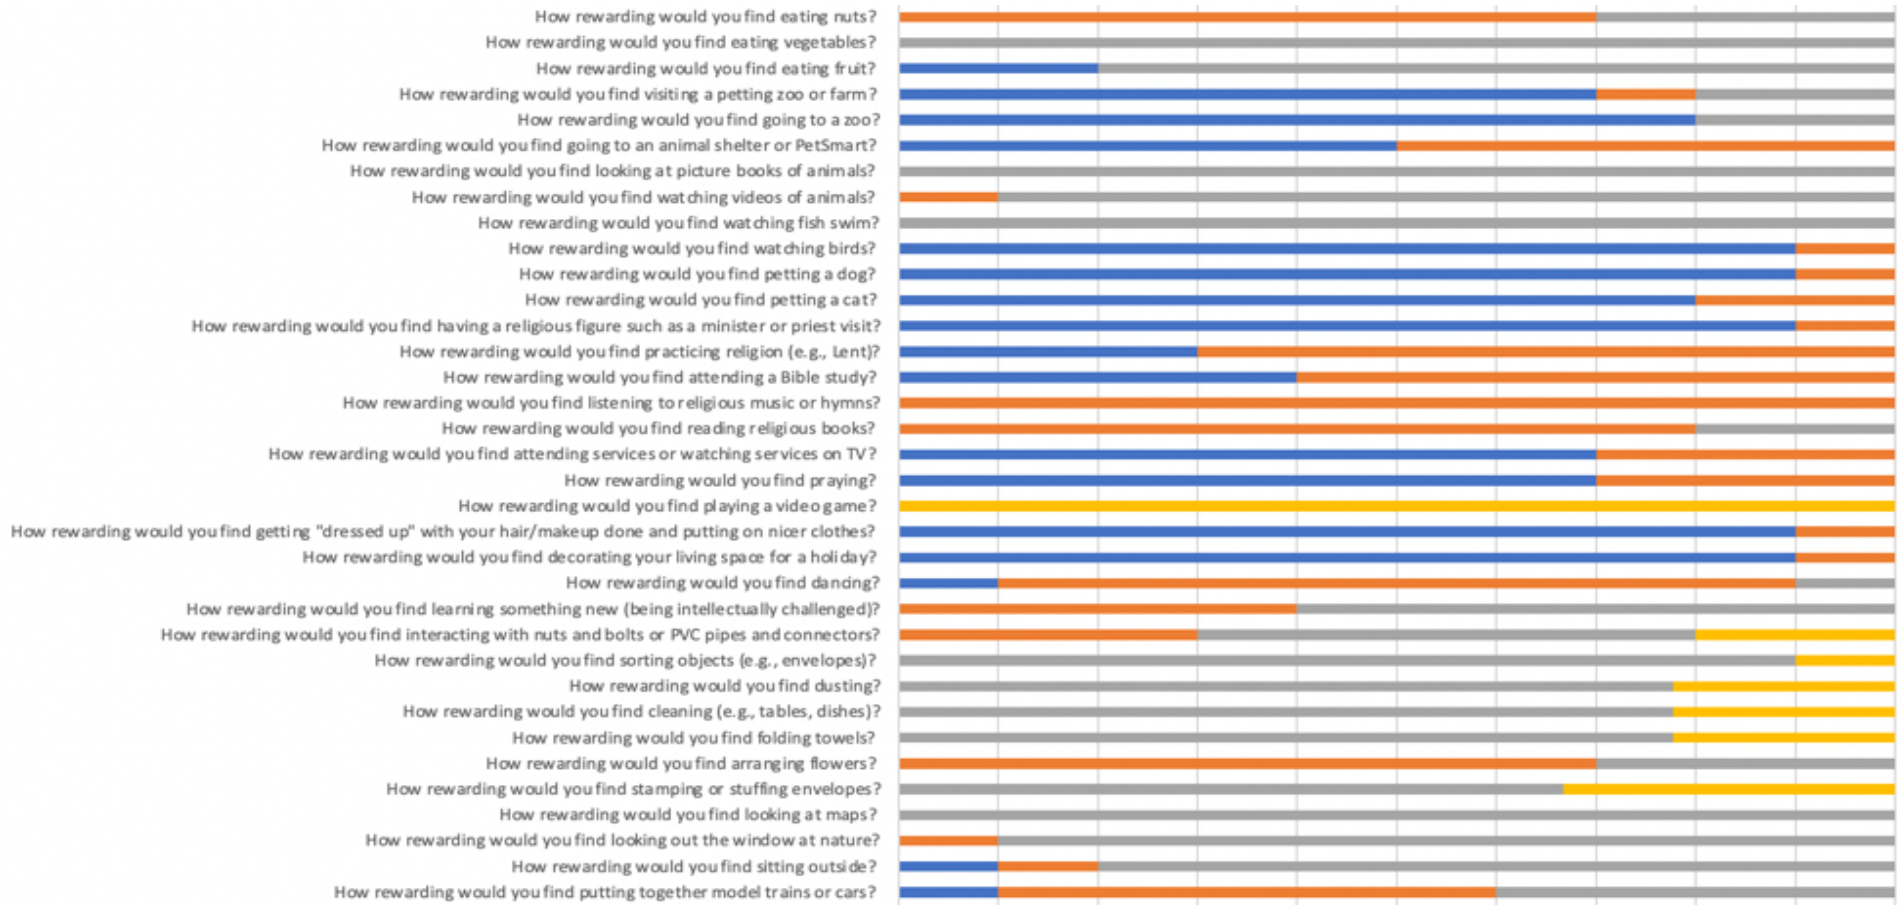 How rewarding would you find eating nuts?
How rewarding would you find eating vegetables?
How rewarding would you find eating fruit?
How rewarding would you find visiting a petting zoo or farm?
How rewarding would you find going to a zoo?
How rewarding would you find going to an animal shelter or PetSmart?
How rewarding would you find looking at picture books of animals?
How rewarding would you find watching videos of animals?
How rewarding would you find watching fish swim?
How rewarding would you find watching birds?
How rewarding would you find petting a dog?
How rewarding would you find petting a cat?
How rewarding would you find having a religious figure such as a minister or priest visit?
How rewarding would you find practicing religion (e.g., Lent)?
How rewarding would you find attending a Bible study?
How rewarding would you find listening to religious music or hymns?
How rewarding would you find reading religious books?
How rewarding would you find attending services or watching services on TV?
How rewarding would you find praying?
How rewarding would you find playing a video game?
How rewarding would you find getting "dressed up" with your hair/makeup done and putting on nicer clothes?
How rewarding would you find decorating your living space for a holiday?
How rewarding would you find dancing?
How rewarding would you find learning something new (being intellectually challenged)?
How rewarding would you find interacting with nuts and bolts or PVC pipes and connectors?
How rewarding would you find sorting objects (e.g., envelopes)?
How rewarding would you find dusting?
How rewarding would you find cleaning (e.g., tables, dishes)?
How rewarding would you find folding towels?
How rewarding would you find arranging flowers?
How rewarding would you find stamping or stuffing envelopes?
How rewarding would you find looking at maps?
How rewarding would you find looking out the window at nature?
How rewarding would you find sitting outside?
How rewarding would you find putting together model trains or cars?